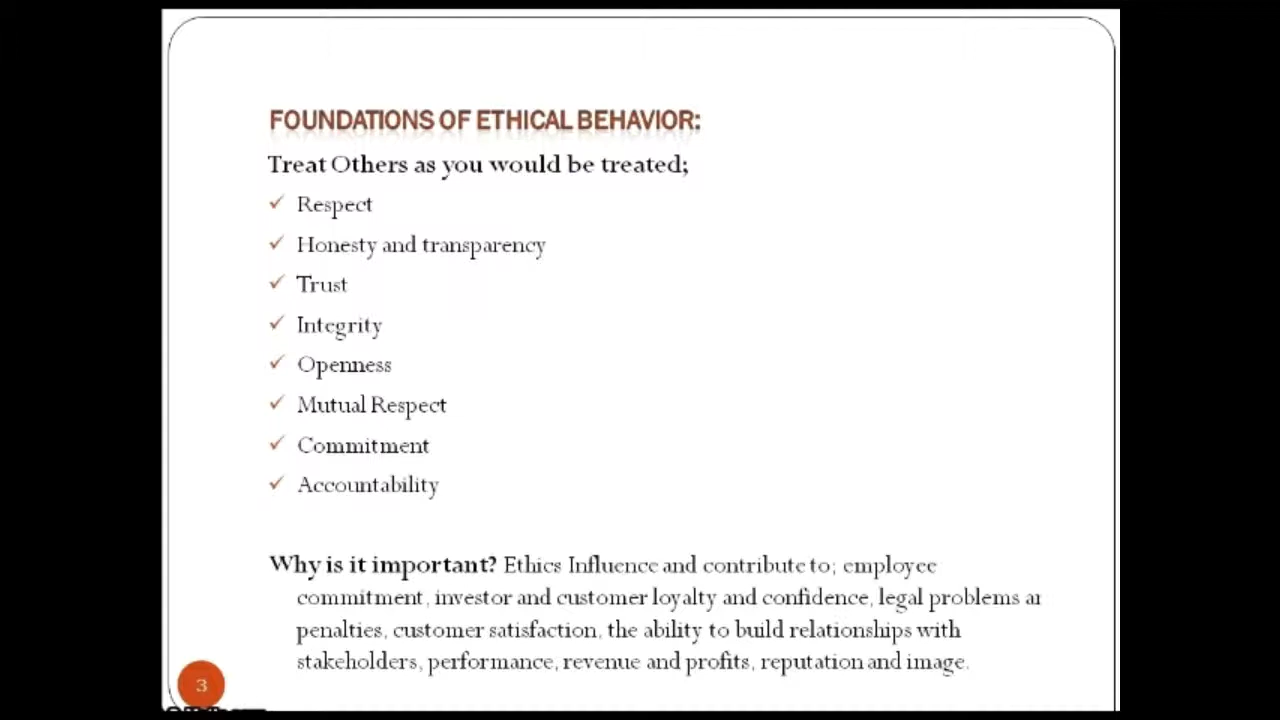 FOUNDATIONS OF ETHICAL BEHAVIOR:
Treat Others as you would be treated;
✓ Respect
✓ Honesty and transparency
✓ Trust
✓ Integrity
✓ Openness
✓ Mutual Respect
✓ Commitment
✓ Accountability
Why is it important? Ethics Influence and contribute to; employee
commitment, investor and customer loyalty and confidence, legal problems ar
penalties, customer satisfaction, the ability to build relationships with
stakeholders, performance, revenue and profits, reputation and image.
3